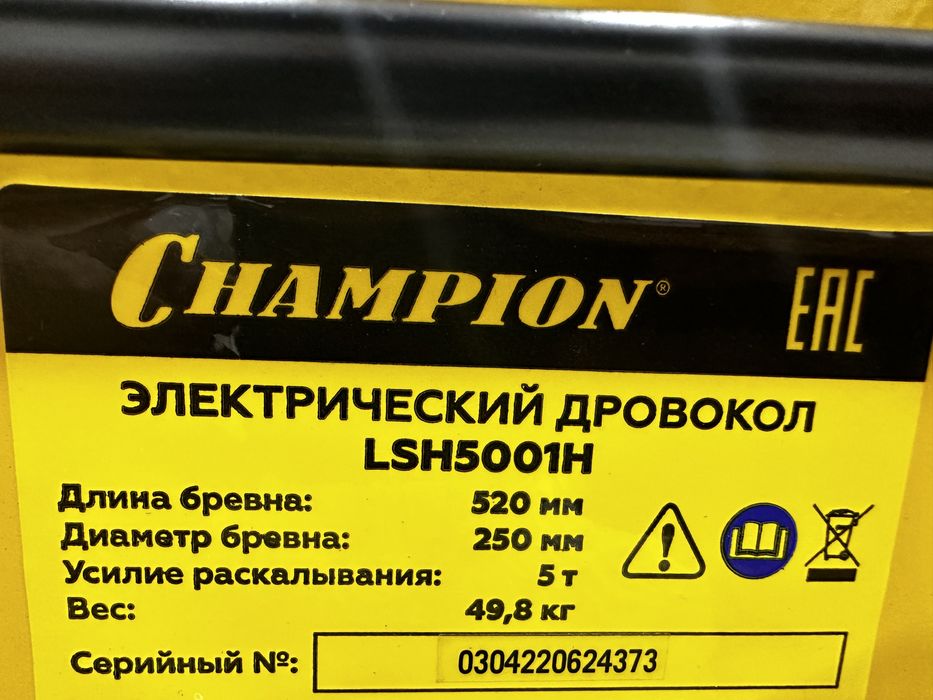 CHAMPION®
EAC
ЭЛЕКТРИЧЕСКИЙ ДРОВОКОЛ
LSH5001H
Длина бревна: 520 мм
Диаметр бревна: 250 мм
Усилие раскалывания: 5 т
Вес: 49,8 кг
Серийный №: 0304220624373